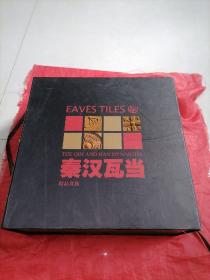 EAVES TILES
THE QIN AND HAN DYNASTIES
秦汉瓦当